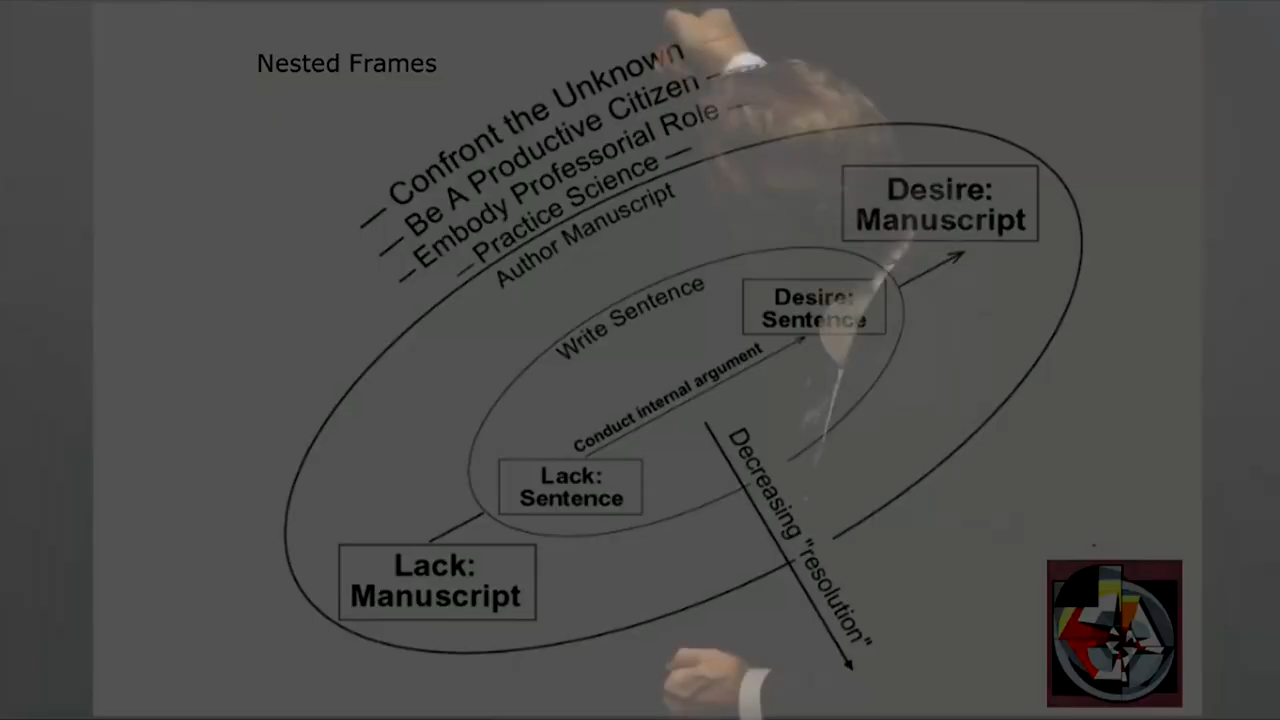 Nested Frames
Confront the Unknown
Be A Productive Citizen
Embody Professorial Role
Practice Science
Author Manuscript
Desire:
Manuscript
Write Sentence
Desire:
Sentence
Conduct internal argument
Decreasing "resolution"
Lack:
Sentence
Lack:
Manuscript